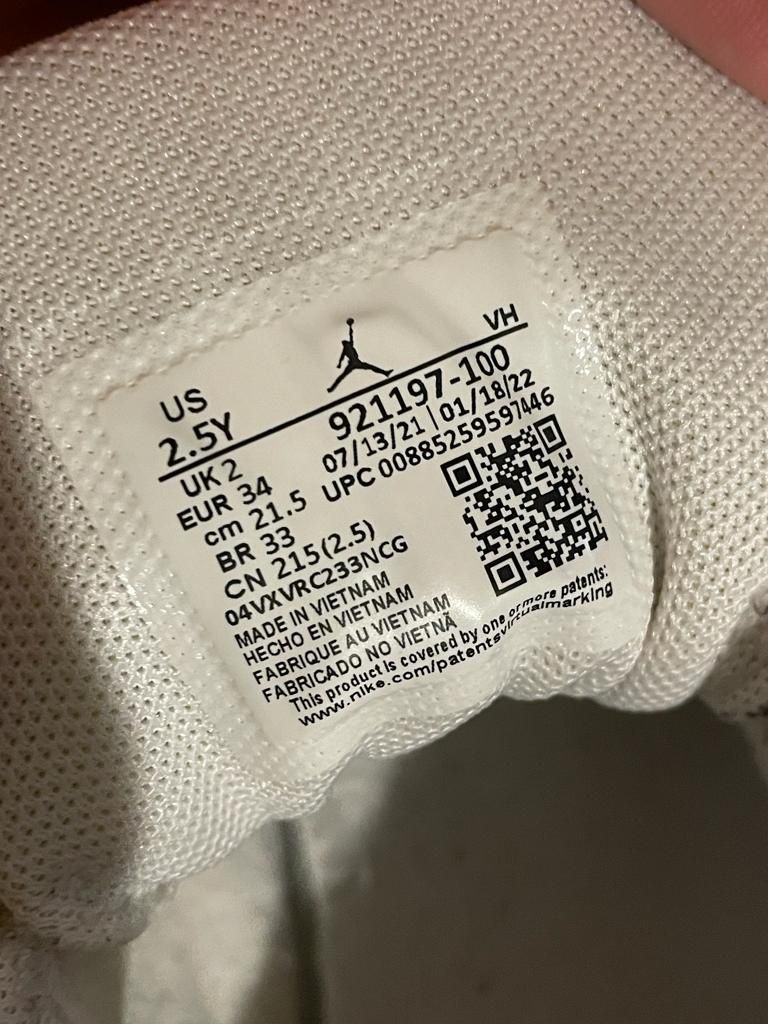 VH
US
2.5Y 921197-100
UK 2 07/13/21 | 01/18/22
EUR 34 UPC 00885259597446
cm 21.5
BR 33
CN 215(2.5)
04VXVRC233NCG
MADE IN VIETNAM
HECHO EN VIETNAM
FABRIQUE AU VIETNAM
FABRICADO NO VIETNÃ
This product is covered by one or more patents:
www.nike.com/patentsvirtualmarking